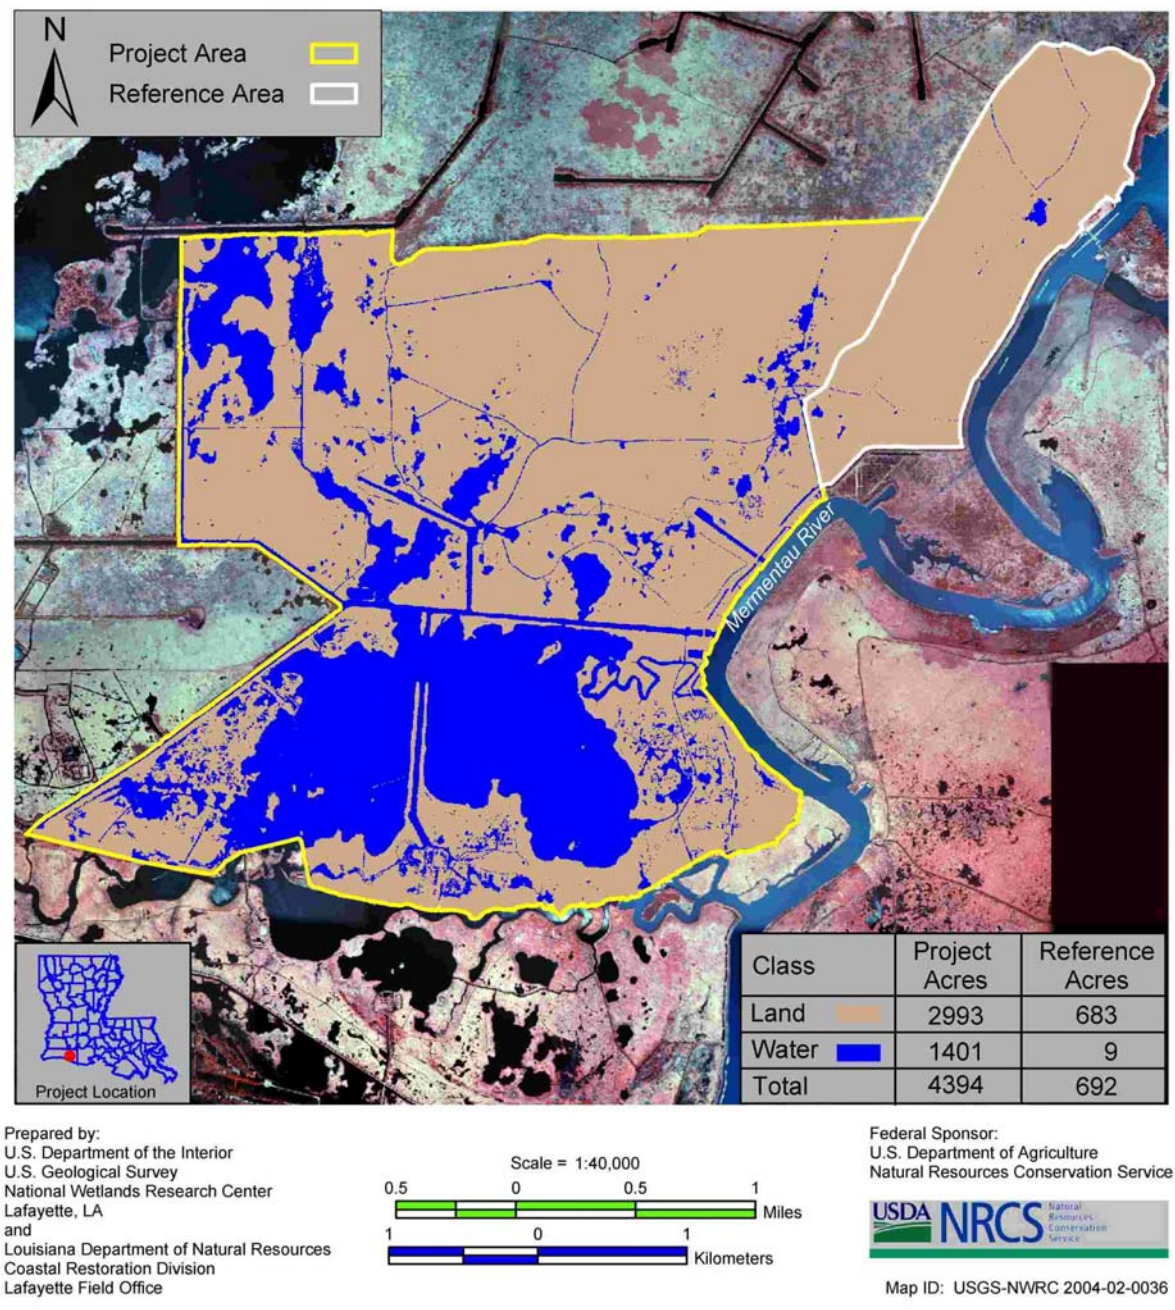 N
Project Area
Reference Area
Mermentau River
Project Location
Class Project Acres Reference Acres
Land 2993 683
Water 1401 9
Total 4394 692
Prepared by:
U.S. Department of the Interior
U.S. Geological Survey
National Wetlands Research Center
Lafayette, LA
and
Louisiana Department of Natural Resources
Coastal Restoration Division
Lafayette Field Office
Scale = 1:40,000
0.5 0 0.5 1
Miles
1 0 1
Kilometers
Federal Sponsor:
U.S. Department of Agriculture
Natural Resources Conservation Service
USDA NRCS
Natural
Resources
Conservation
Service
Map ID: USGS-NWRC 2004-02-0036